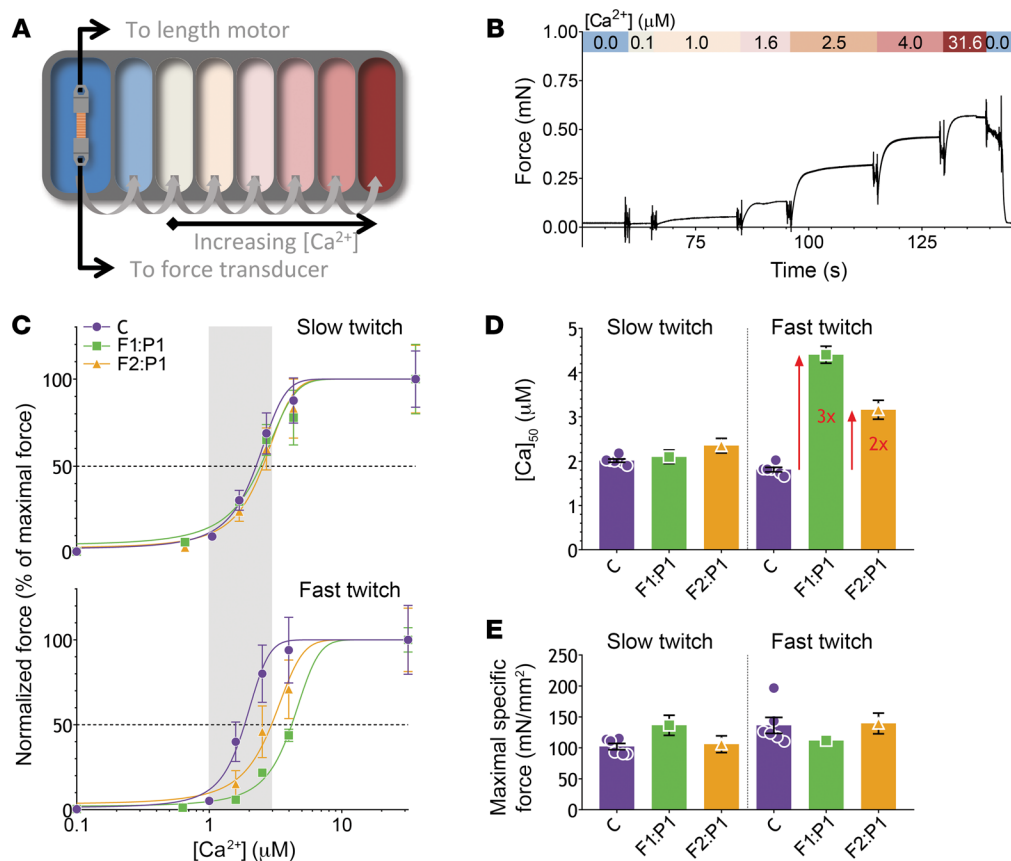 A
To length motor
Increasing [Ca2+]
To force transducer
B
[Ca2+] (μM)
0.0 0.1 1.0 1.6 2.5 4.0 31.6 0.0
1.00
0.75
0.50
0.25
0.00
Force (mN)
75 100 125
Time (s)
C
C
F1:P1
F2:P1
Slow twitch
100
50
0
Fast twitch
100
50
0
Normalized force (% of maximal force)
0.1 1 10
[Ca2+] (μM)
D
Slow twitch Fast twitch
5
4
3
2
1
0
[Ca]50 (μM)
3x
2x
C F1:P1 F2:P1 C F1:P1 F2:P1
E
Slow twitch Fast twitch
250
200
150
100
50
0
Maximal specific
force (mN/mm2)
C F1:P1 F2:P1 C F1:P1 F2:P1